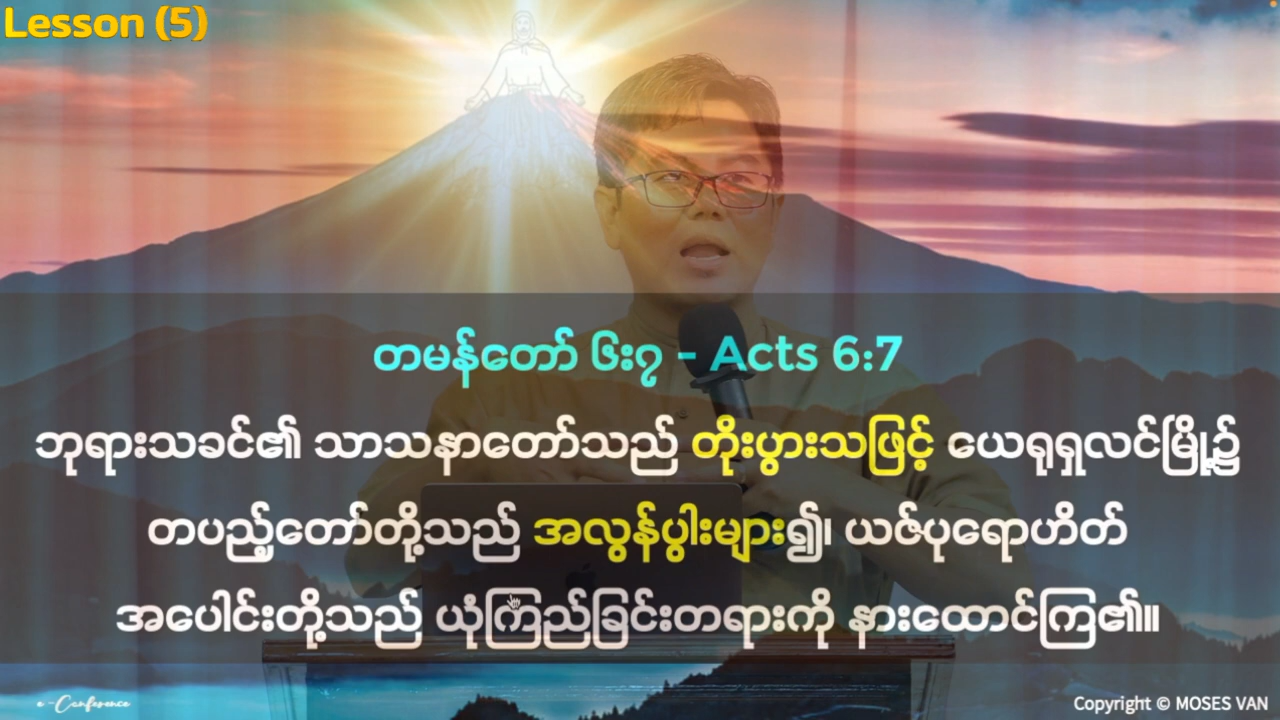 Lesson (5)
တမန်တော် ၆း၇ - Acts 6:7
ဘုရားသခင်၏ သာသနာတော်သည် တိုးပွားသဖြင့် ယေရုရှလင်မြို့၌
တပည့်တော်တို့သည် အလွန်ပွါးများ၍၊ ယဇ်ပုရောဟိတ်
အပေါင်းတို့သည် ယုံကြည်ခြင်းတရားကို နားထောင်ကြ၏။
e-Conference
Copyright © MOSES VAN